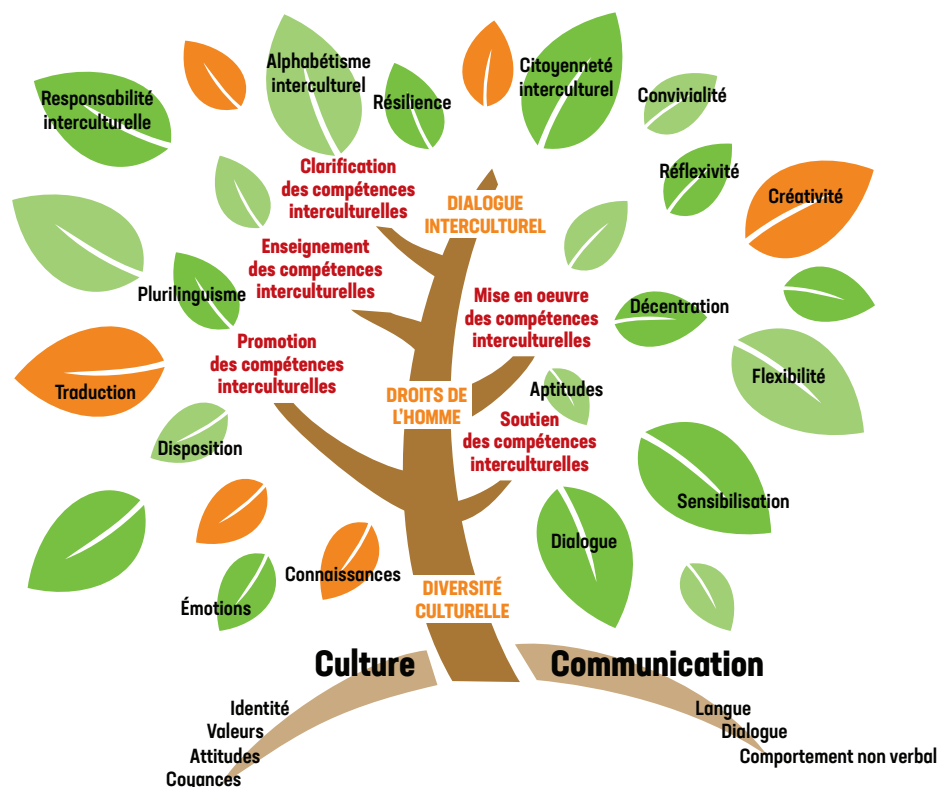 Alphabétisme
interculturel
Citoyenneté
interculturel
Responsabilité
interculturelle
Résilience
Convivialité
Clarification
des compétences
interculturelles
Réflexivité
Créativité
DIALOGUE
INTERCULTUREL
Enseignement
des compétences
interculturelles
Plurilinguisme
Mise en oeuvre
des compétences
interculturelles
Décentration
Promotion
des compétences
interculturelles
Traduction
DROITS DE
L'HOMME
Aptitudes
Flexibilité
Soutien
des compétences
interculturelles
Disposition
Sensibilisation
Dialogue
Connaissances
Émotions
DIVERSITÉ
CULTURELLE
Culture
Communication
Identité
Valeurs
Attitudes
Coyances
Langue
Dialogue
Comportement non verbal